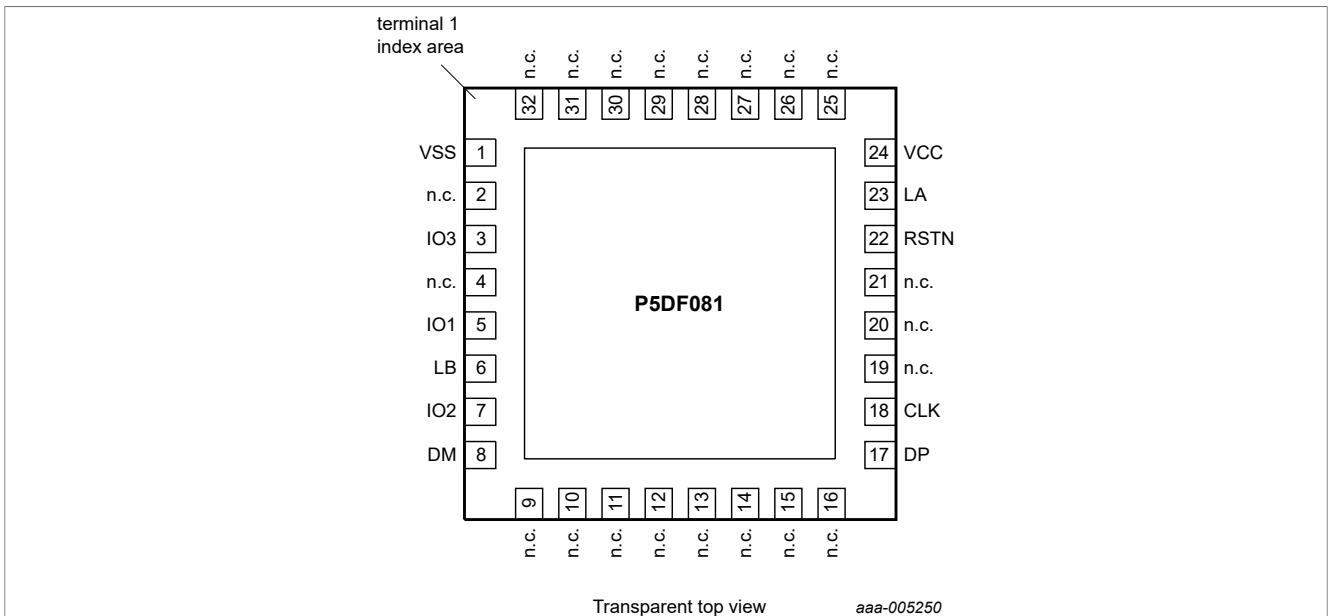 terminal 1
index area
n.c. n.c. n.c. n.c. n.c. n.c. n.c. n.c.
32 31 30 29 28 27 26 25
VSS 1 24 VCC
n.c. 2 23 LA
IO3 3 22 RSTN
n.c. 4 21 n.c.
IO1 5 20 n.c.
P5DF081
LB 6 19 n.c.
IO2 7 18 CLK
DM 8 17 DP
9 10 11 12 13 14 15 16
n.c. n.c. n.c. n.c. n.c. n.c. n.c. n.c.
Transparent top view aaa-005250